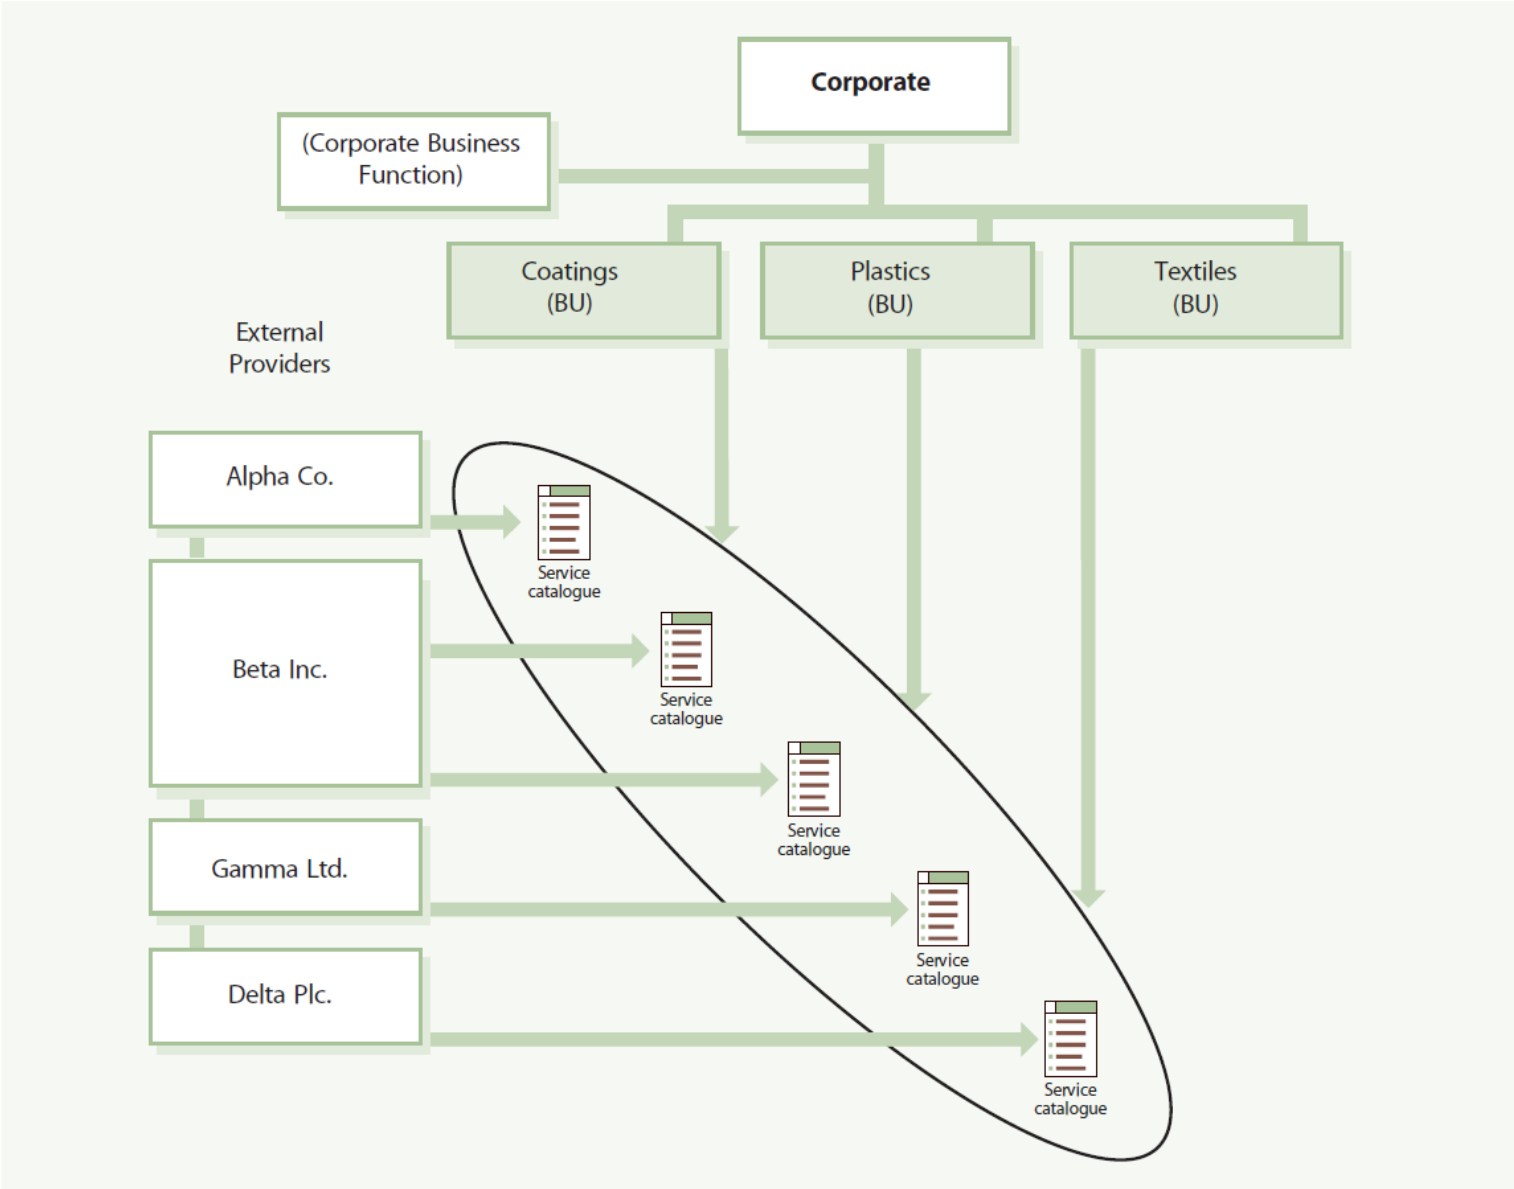 Corporate
(Corporate Business
Function)
Coatings
(BU)
Plastics
(BU)
Textiles
(BU)
External
Providers
Alpha Co.
Service
catalogue
Beta Inc.
Service
catalogue
Service
catalogue
Gamma Ltd.
Service
catalogue
Delta Plc.
Service
catalogue